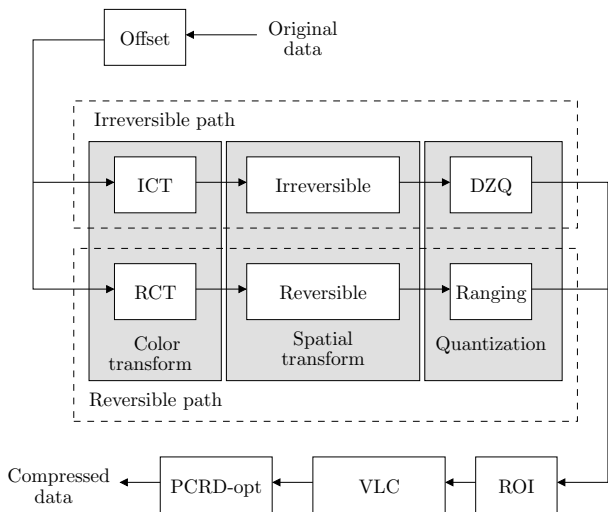 Offset
Original
data
Irreversible path
ICT
Irreversible
DZQ
RCT
Reversible
Ranging
Color
transform
Spatial
transform
Quantization
Reversible path
Compressed
data
PCRD-opt
VLC
ROI